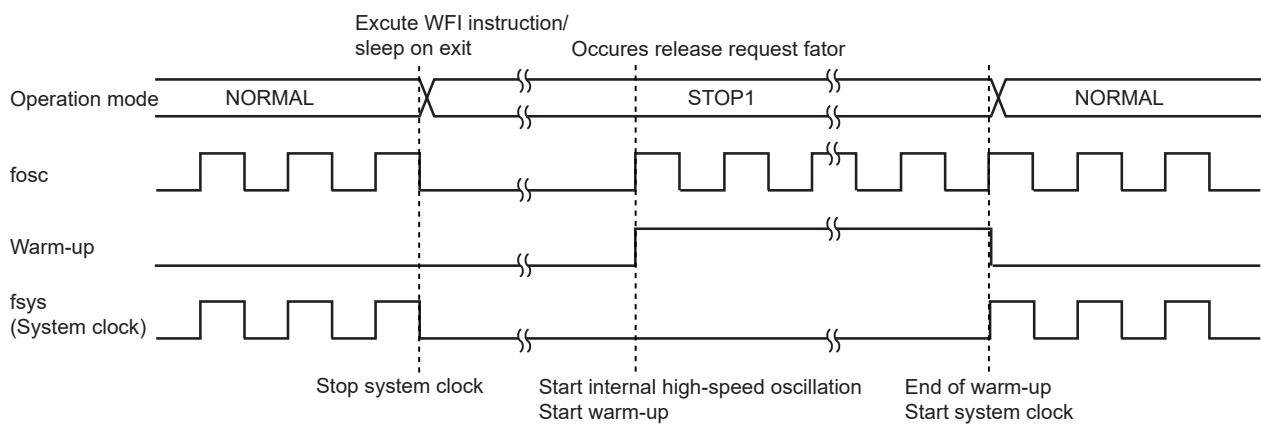 Excute WFI instruction/
sleep on exit
Occures release request fator
Operation mode
NORMAL
STOP1
NORMAL
fosc
Warm-up
fsys
(System clock)
Stop system clock
Start internal high-speed oscillation
Start warm-up
End of warm-up
Start system clock